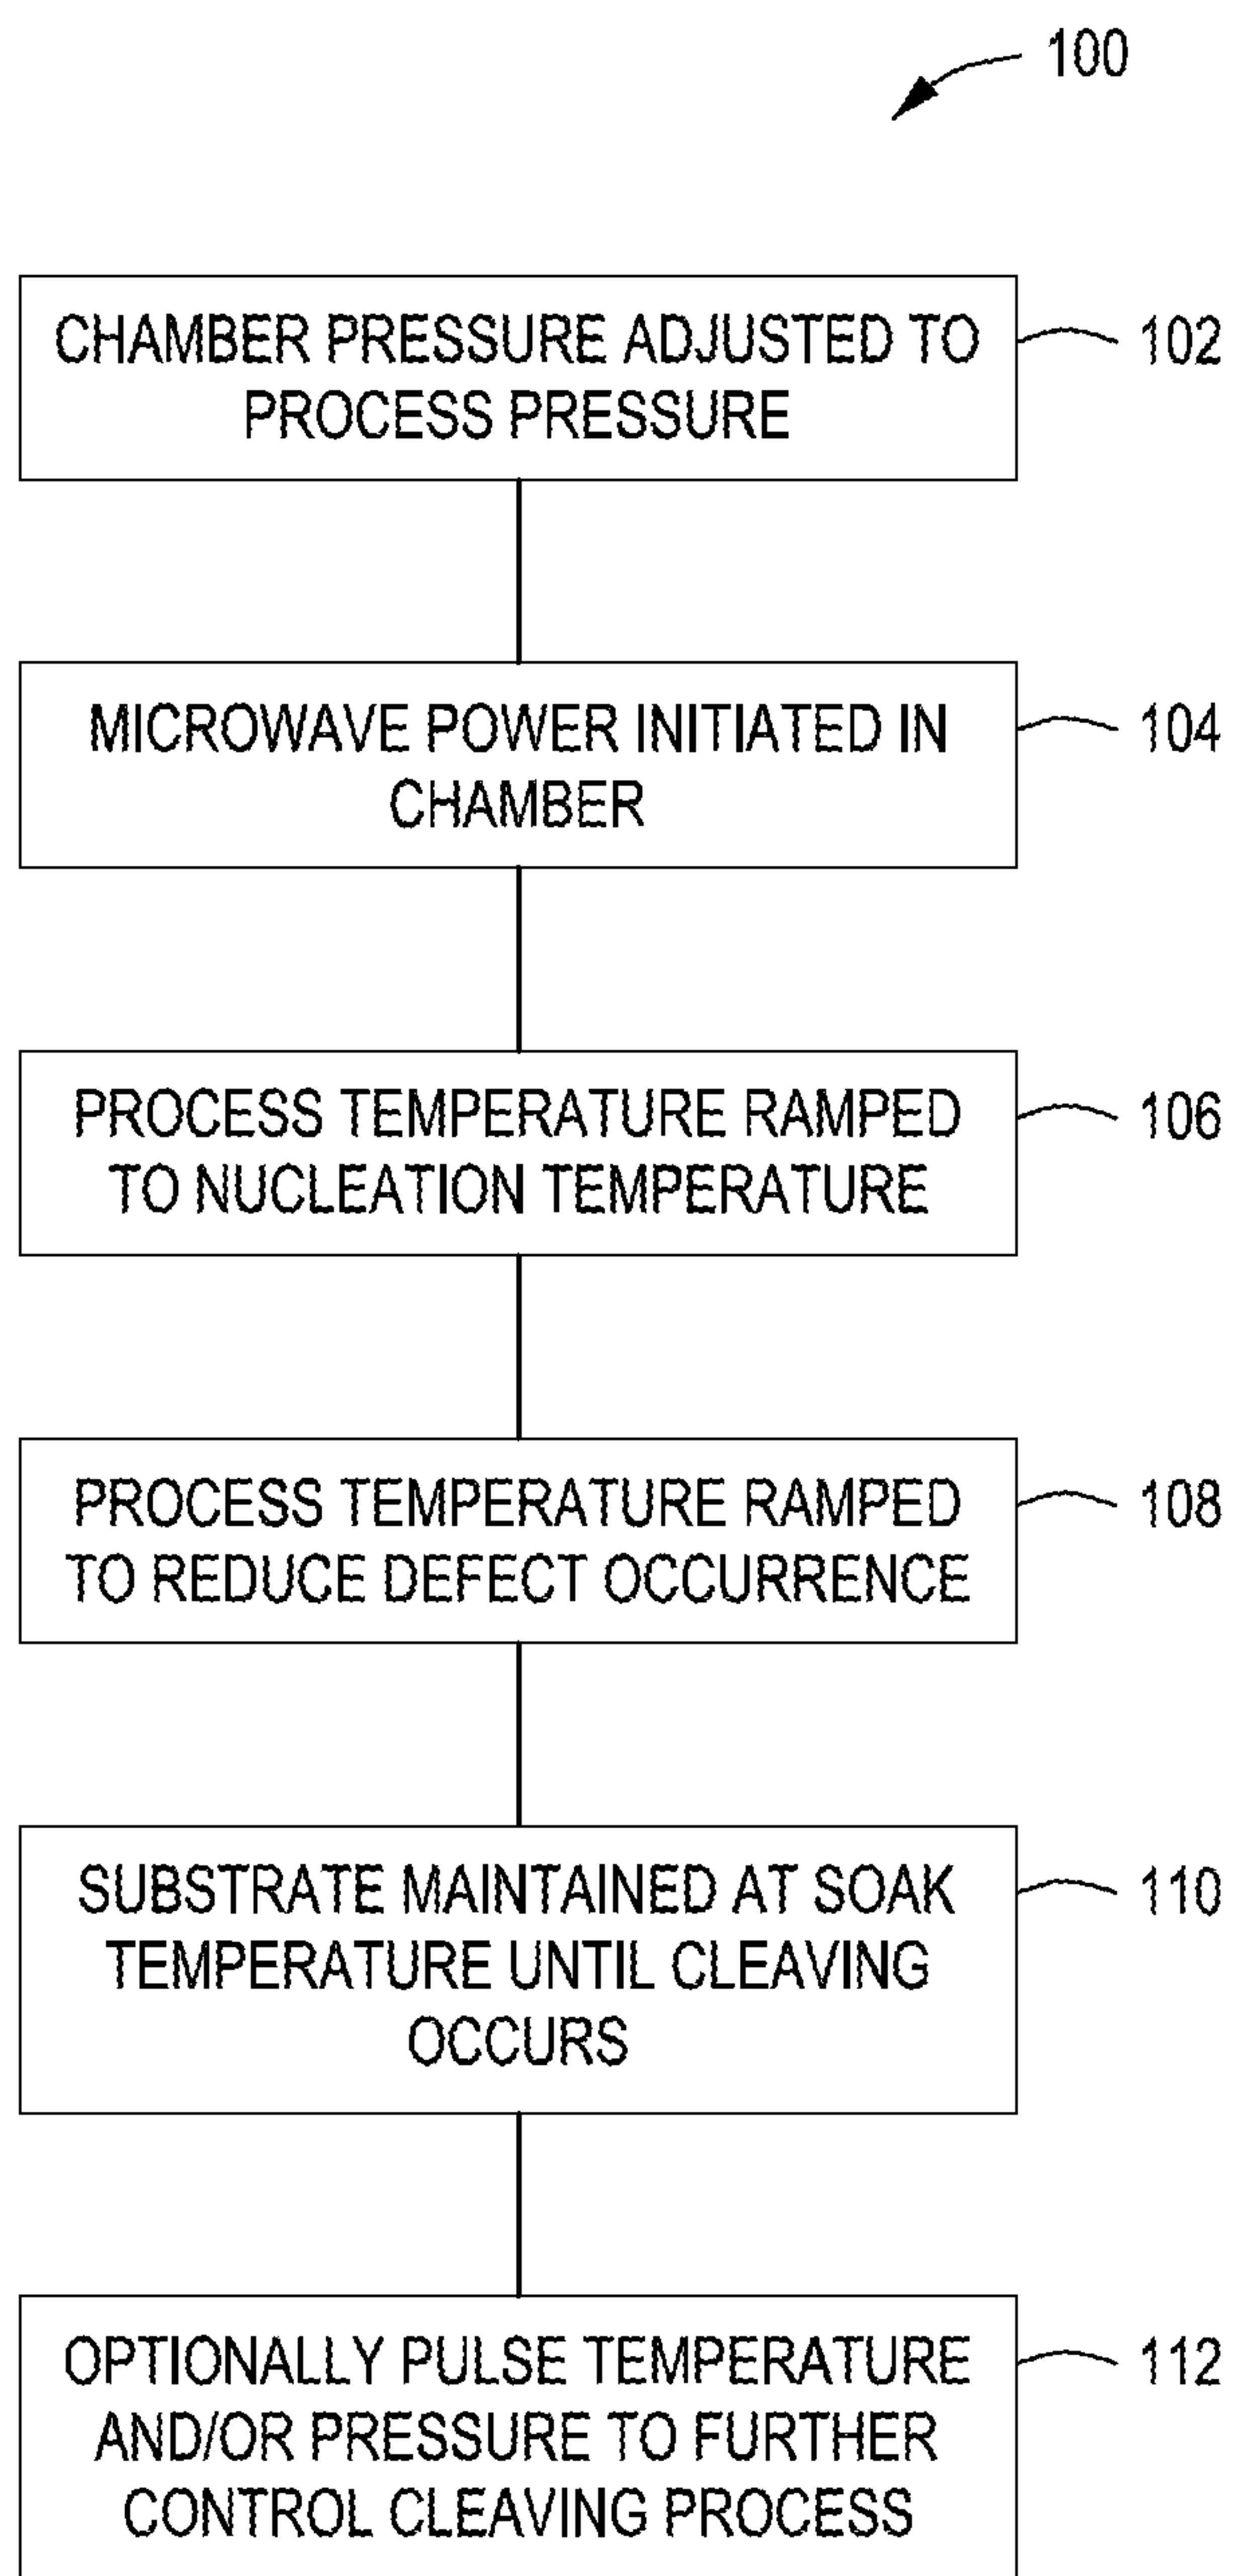 100
CHAMBER PRESSURE ADJUSTED TO
PROCESS PRESSURE
102
MICROWAVE POWER INITIATED IN
CHAMBER
104
PROCESS TEMPERATURE RAMPED
TO NUCLEATION TEMPERATURE
106
PROCESS TEMPERATURE RAMPED
TO REDUCE DEFECT OCCURRENCE
108
SUBSTRATE MAINTAINED AT SOAK
TEMPERATURE UNTIL CLEAVING
OCCURS
110
OPTIONALLY PULSE TEMPERATURE
AND/OR PRESSURE TO FURTHER
CONTROL CLEAVING PROCESS
112